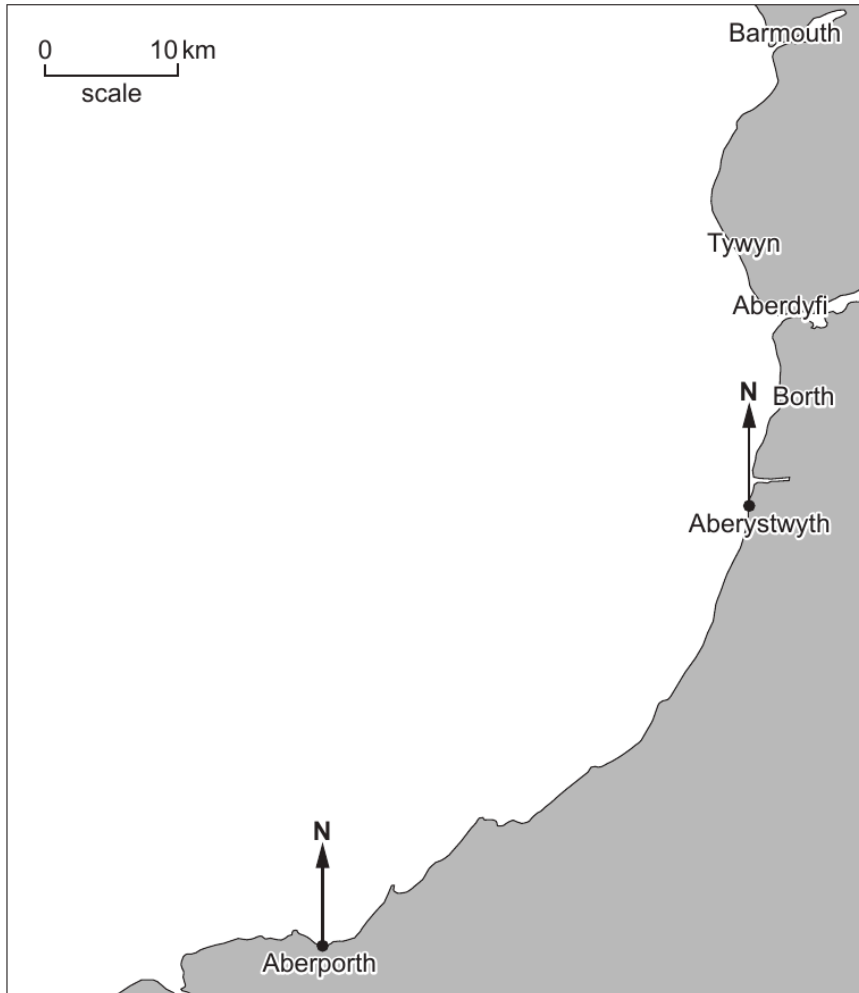 Barmouth
0 10 km
scale
Tywyn
Aberdyfi
N
Borth
Aberystwyth
N
Aberporth